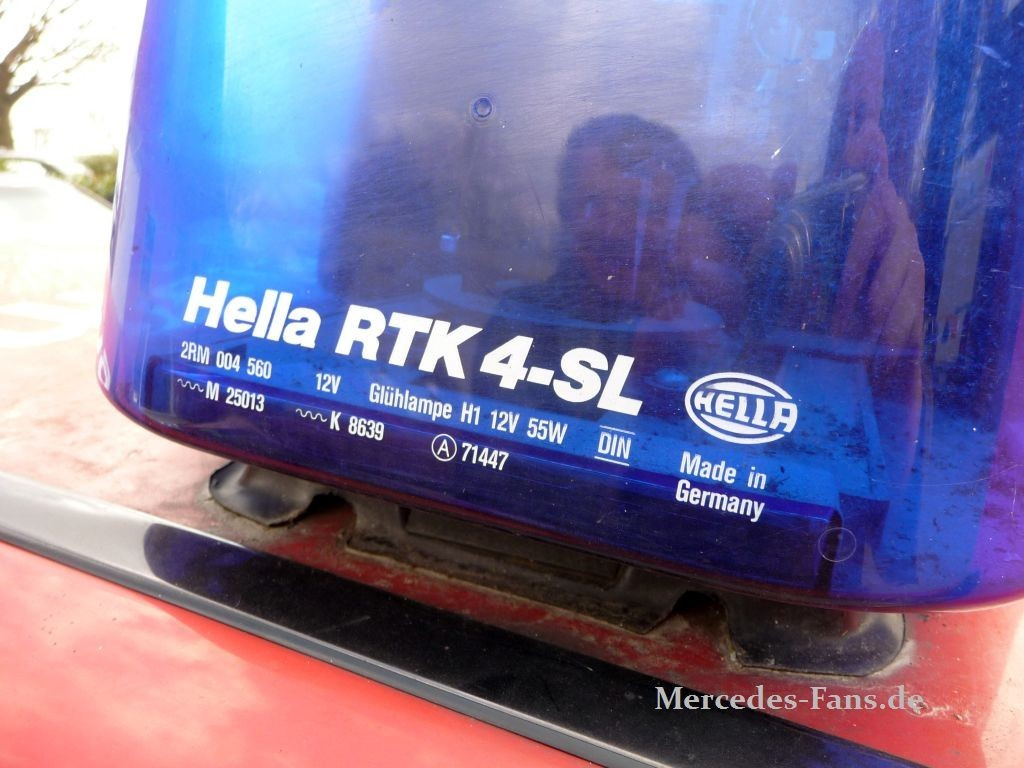 Hella RTK 4-SL
2RM 004 560 12V Glühlampe H1 12V 55W DIN
M 25013 K 8639 A 71447
HELLA
Made in
Germany
Mercedes-Fans.de